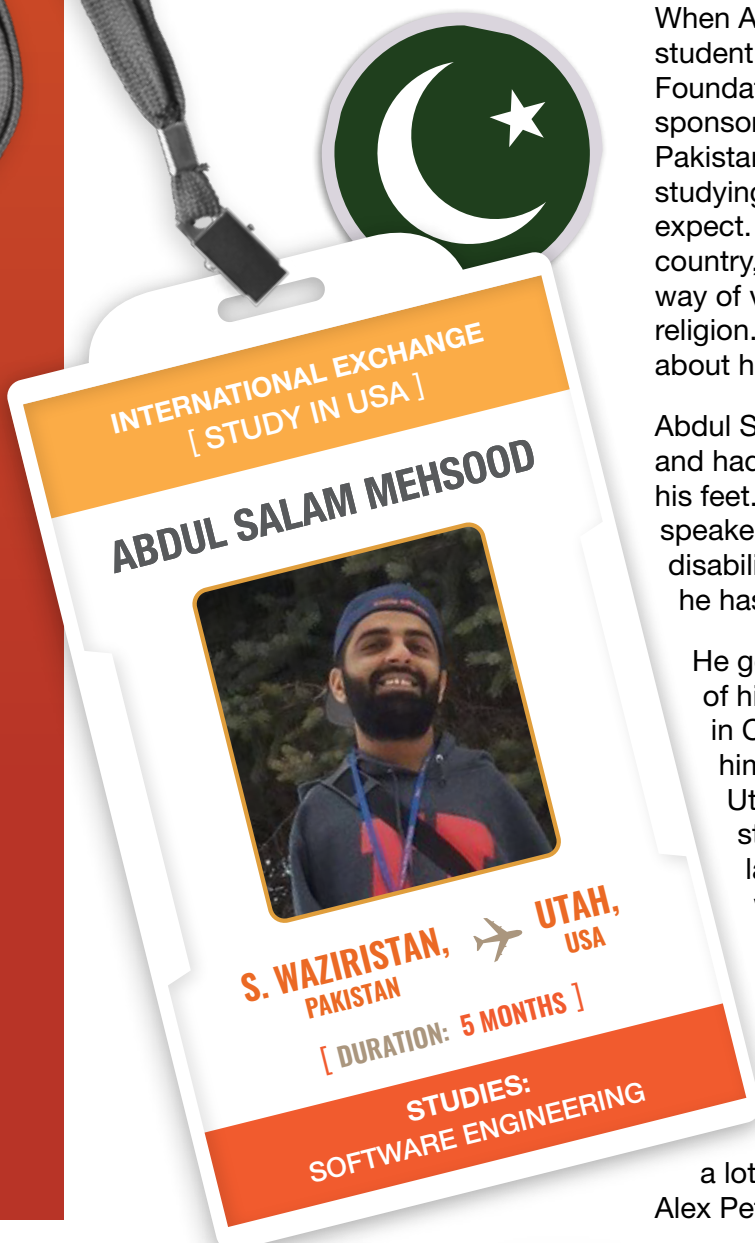 INTERNATIONAL EXCHANGE
[ STUDY IN USA ]
ABDUL SALAM MEHSOOD
S. WAZIRISTAN,
PAKISTAN
UTAH,
USA
[ DURATION: 5 MONTHS ]
STUDIES:
SOFTWARE ENGINEERING
When A
student
Foundat
sponsor
Pakistan
studying
expect.
country,
way of v
religion.
about h
Abdul S
and had
his feet.
speake
disabili
he has
He g
of hi
in C
him
Ut
st
la
a lot
Alex Pe